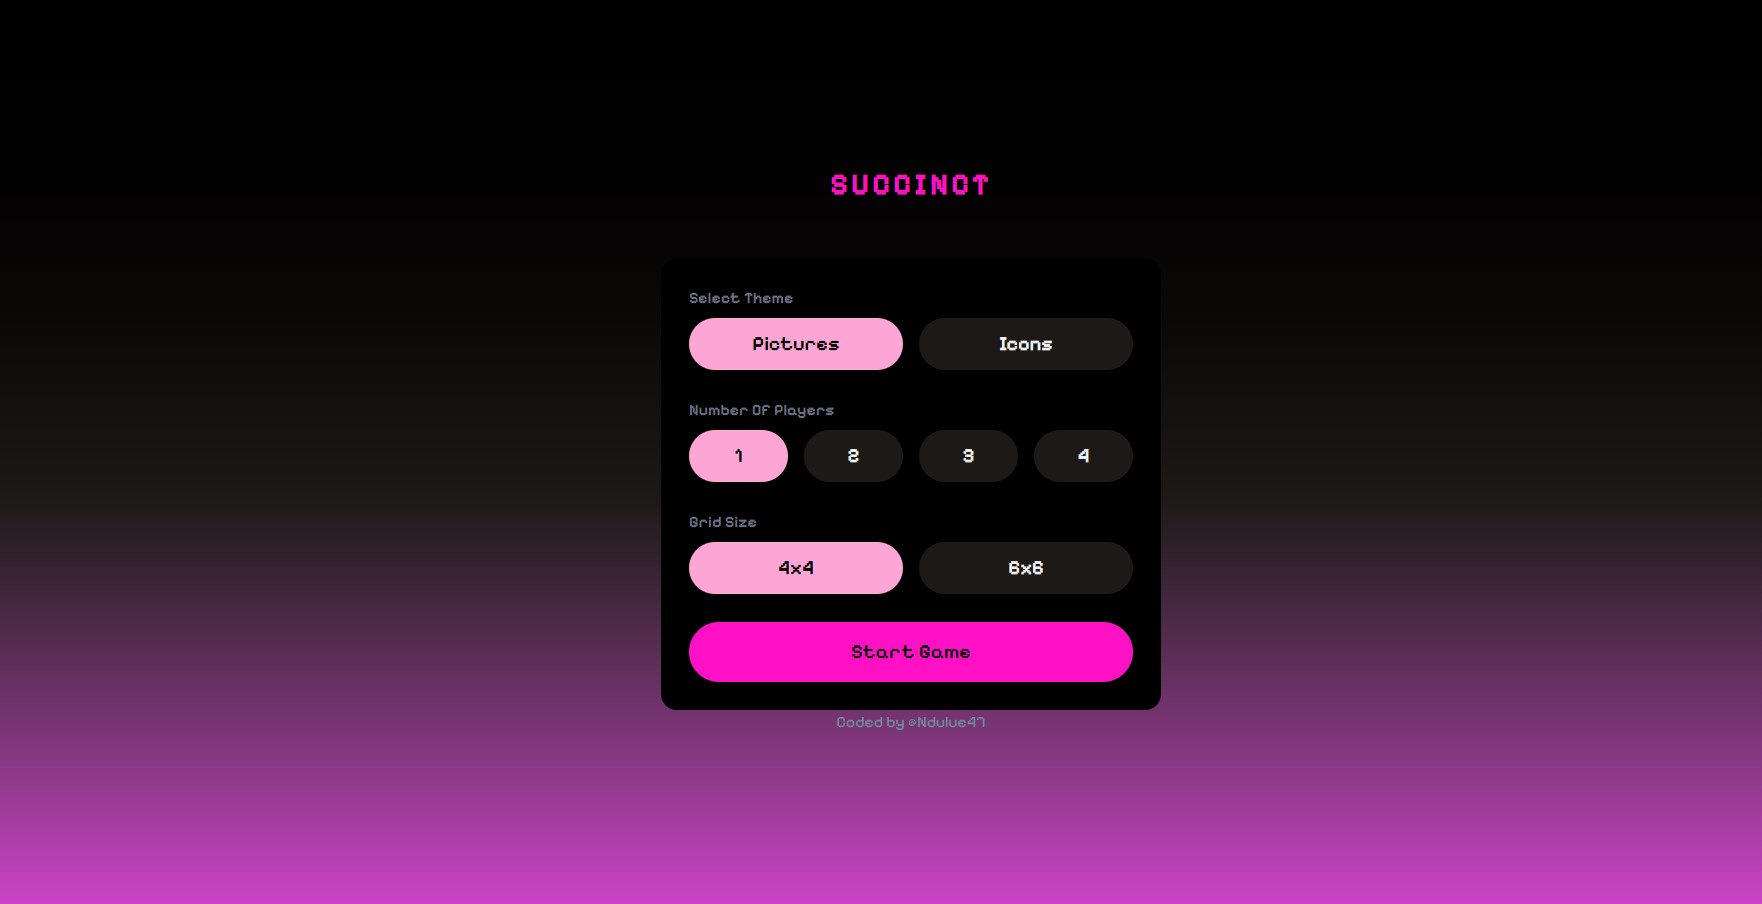 SUCCINCT
Select Theme
Pictures Icons
Number Of Players
1 2 3 4
Grid Size
4x4 6x6
Start Game
Coded by @Ndulue47